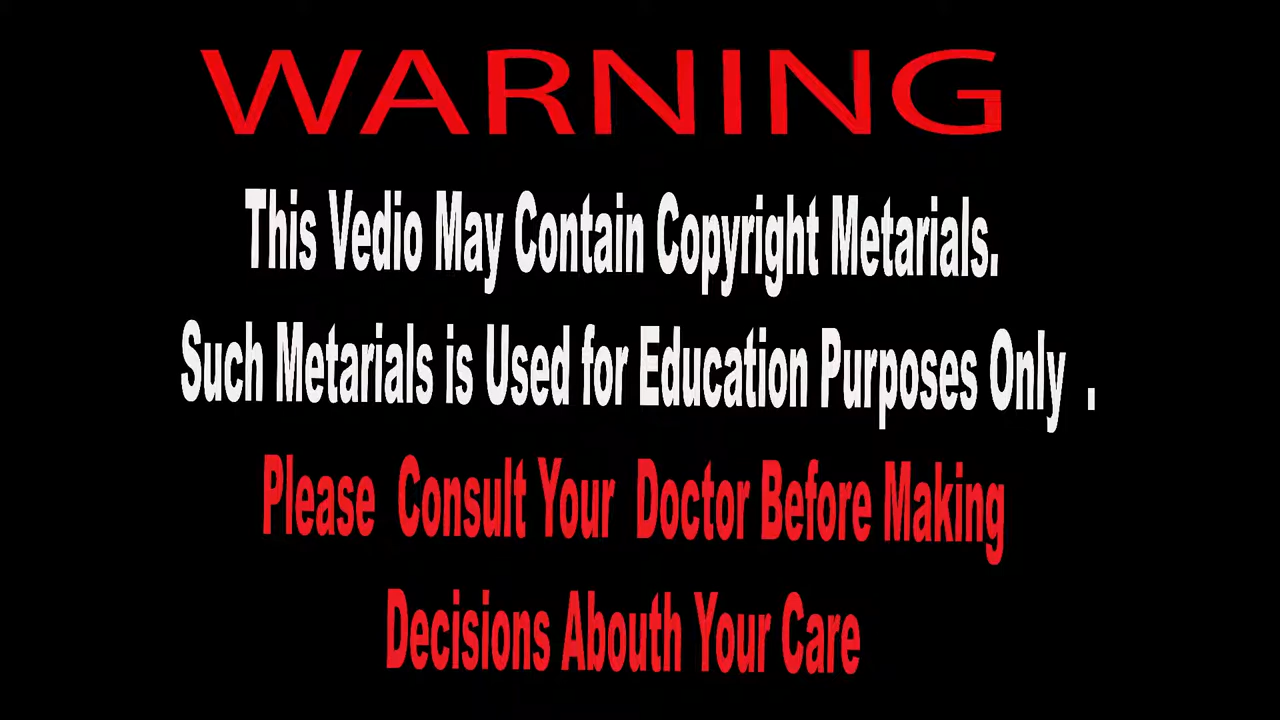 WARNING
This Vedio May Contain Copyright Metarials.
Such Metarials is Used for Education Purposes Only .
Please Consult Your Doctor Before Making
Decisions Abouth Your Care